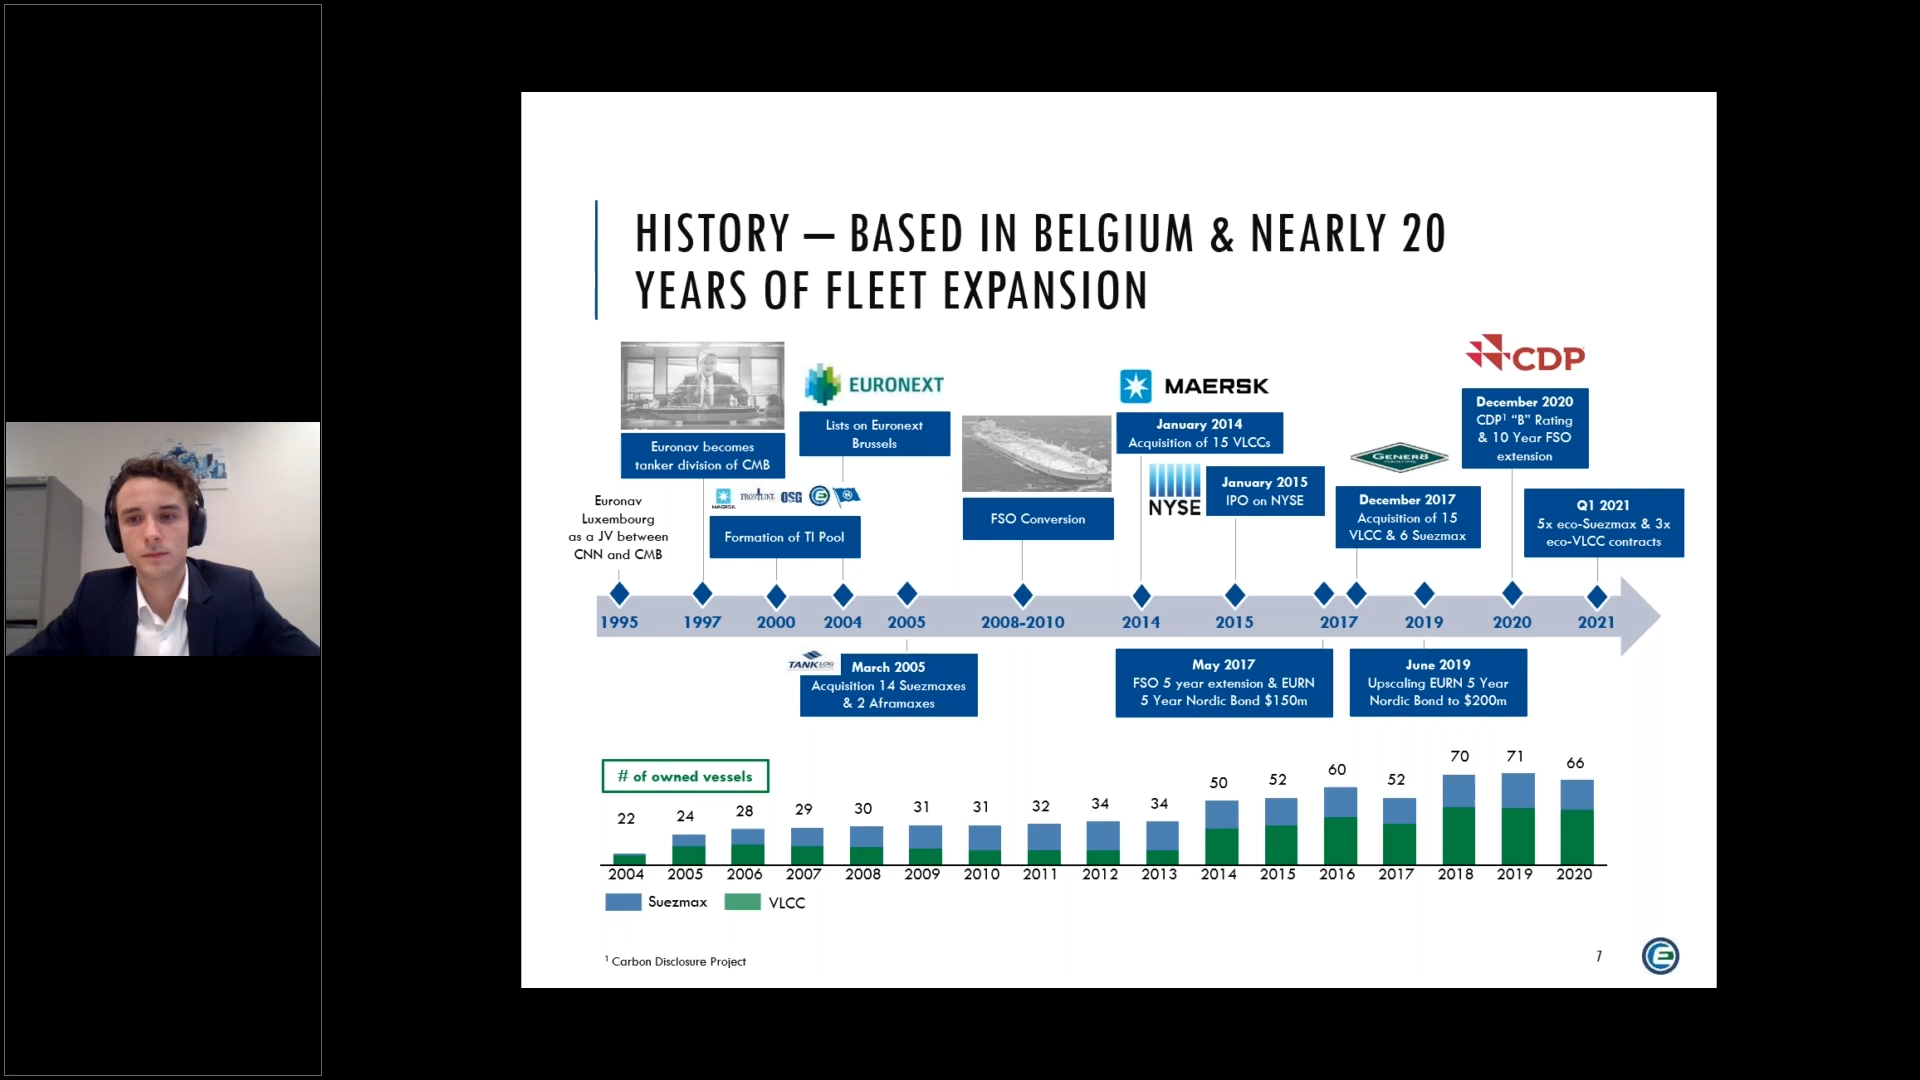 HISTORY – BASED IN BELGIUM & NEARLY 20
YEARS OF FLEET EXPANSION
Euronav
Luxembourg
as a JV between
CNN and CMB
Euronav becomes
tanker division of CMB
MAERSK
FRONTLINE
OSG
Formation of TI Pool
EURONEXT
Lists on Euronext
Brussels
FSO Conversion
MAERSK
January 2014
Acquisition of 15 VLCCs
NYSE
January 2015
IPO on NYSE
GENER8
December 2017
Acquisition of 15
VLCC & 6 Suezmax
CDP
December 2020
CDP¹ “B” Rating
& 10 Year FSO
extension
Q1 2021
5x eco-Suezmax & 3x
eco-VLCC contracts
1995 1997 2000 2004 2005 2008-2010 2014 2015 2017 2019 2020 2021
TANKLOG
March 2005
Acquisition 14 Suezmaxes
& 2 Aframaxes
May 2017
FSO 5 year extension & EURN
5 Year Nordic Bond $150m
June 2019
Upscaling EURN 5 Year
Nordic Bond to $200m
# of owned vessels
22 24 28 29 30 31 31 32 34 34 50 52 60 52 70 71 66
2004 2005 2006 2007 2008 2009 2010 2011 2012 2013 2014 2015 2016 2017 2018 2019 2020
Suezmax VLCC
¹ Carbon Disclosure Project
7